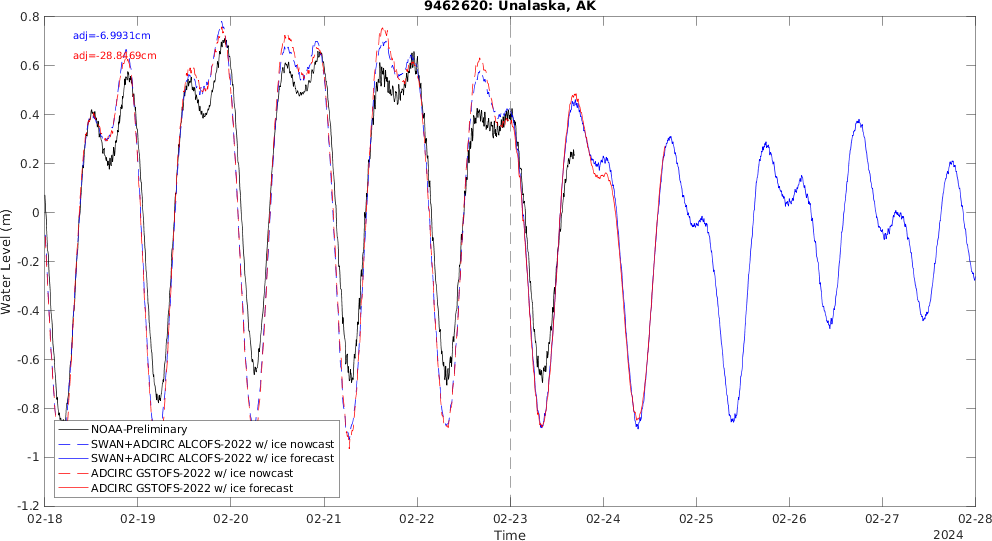 9462620: Unalaska, AK
adj=-6.9931cm
adj=-28.8469cm
Water Level (m)
0.8
0.6
0.4
0.2
0
-0.2
-0.4
-0.6
-0.8
-1
-1.2
NOAA-Preliminary
SWAN+ADCIRC ALCOFS-2022 w/ ice nowcast
SWAN+ADCIRC ALCOFS-2022 w/ ice forecast
ADCIRC GSTOFS-2022 w/ ice nowcast
ADCIRC GSTOFS-2022 w/ ice forecast
02-18 02-19 02-20 02-21 02-22 02-23 02-24 02-25 02-26 02-27 02-28
Time
2024